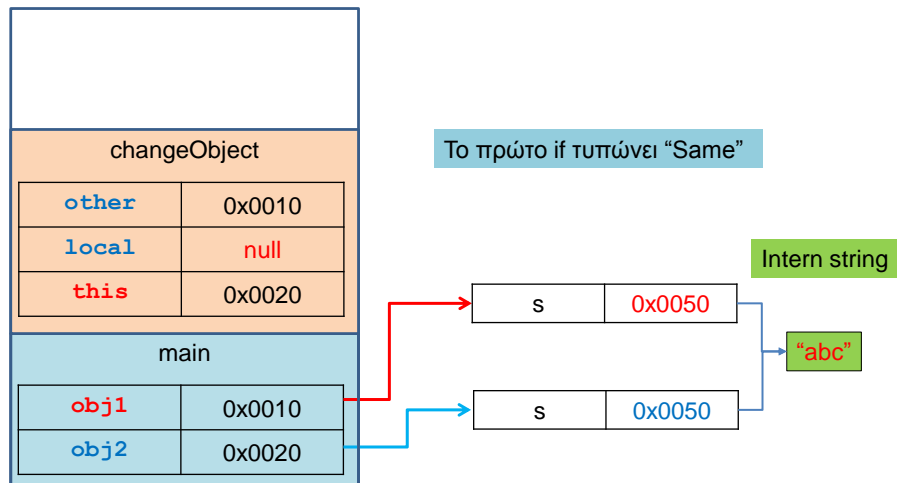 changeObject
other 0x0010
local null
this 0x0020
main
obj1 0x0010
obj2 0x0020
Το πρώτο if τυπώνει “Same”
Intern string
s 0x0050
“abc”
s 0x0050